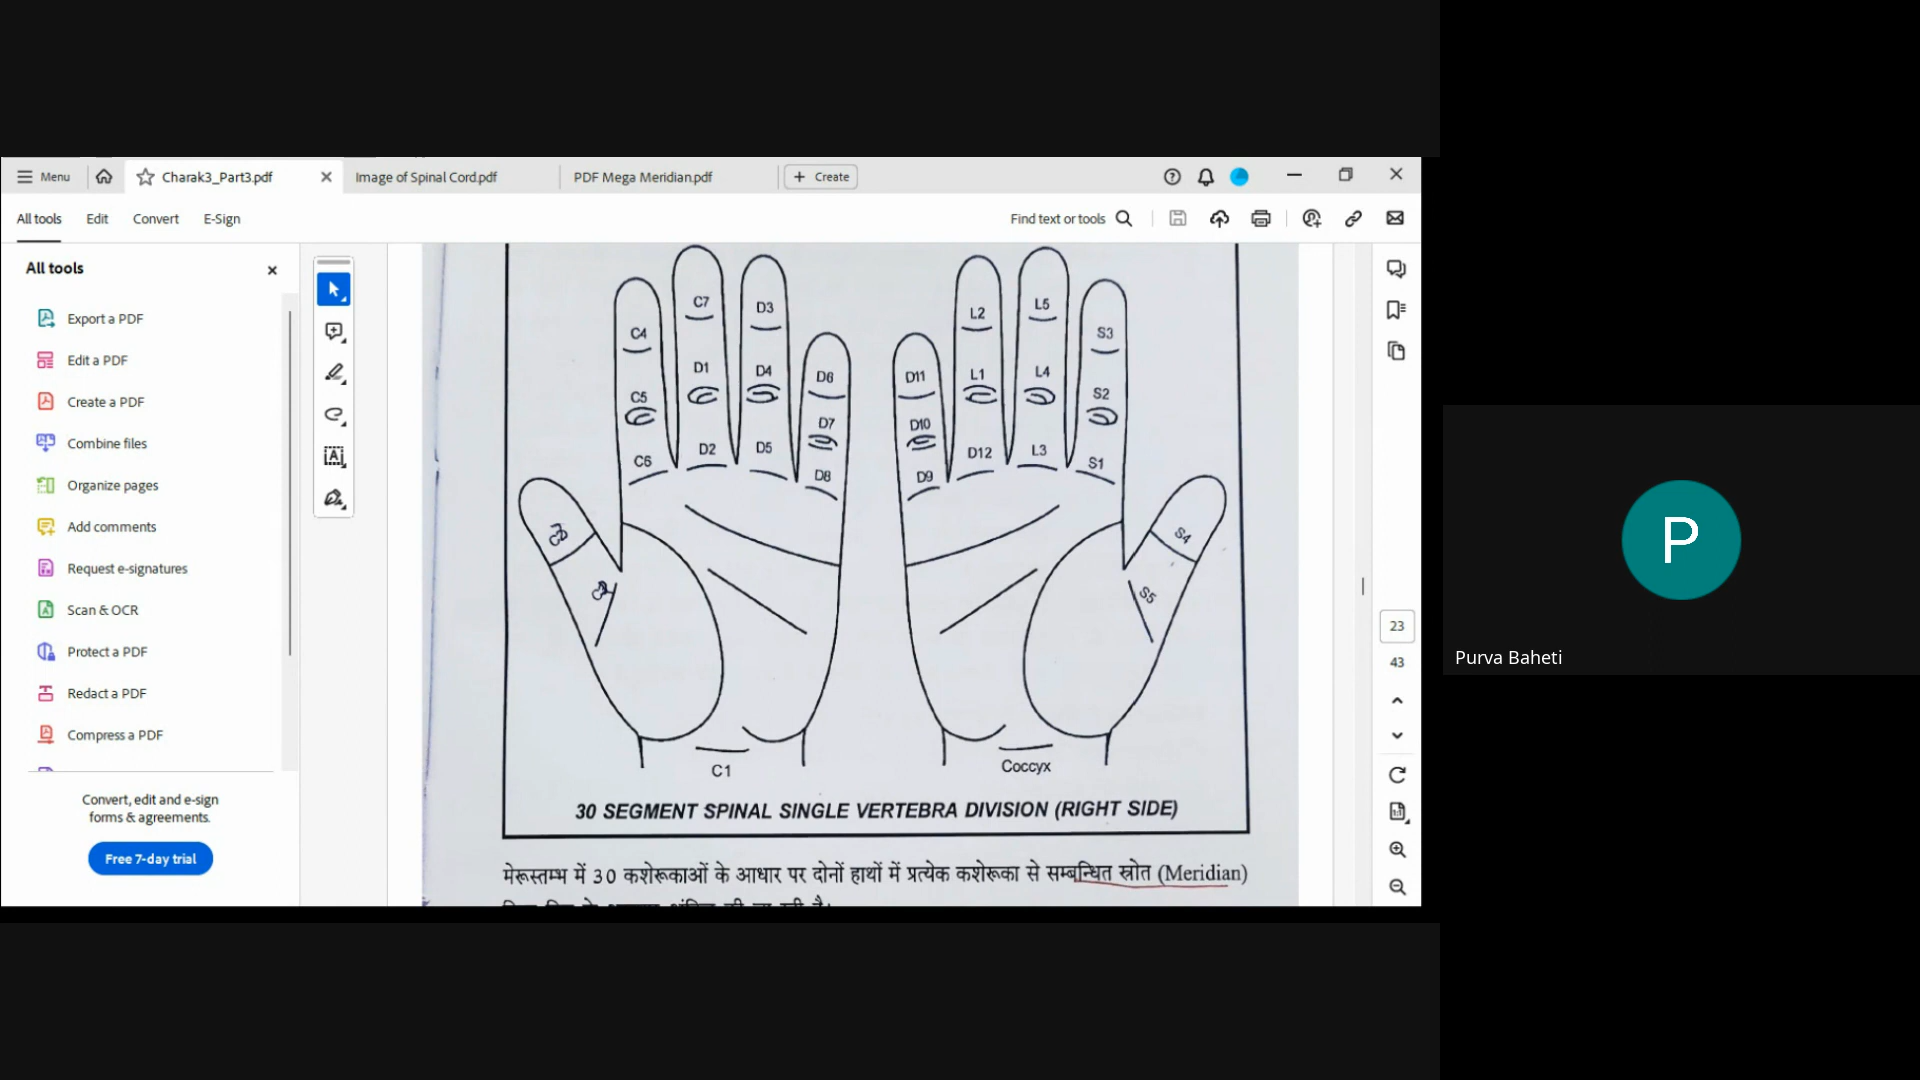 Menu
Charak3_Part3.pdf
Image of Spinal Cord.pdf
PDF Mega Meridian.pdf
+ Create
All tools
Edit
Convert
E-Sign
Find text or tools
All tools
Export a PDF
Edit a PDF
Create a PDF
Combine files
Organize pages
Add comments
Request e-signatures
Scan & OCR
Protect a PDF
Redact a PDF
Compress a PDF
Convert, edit and e-sign
forms & agreements.
Free 7-day trial
C4 C7 D3 L2 L5 S3
C5 D1 D4 D6 D11 L1 L4 S2
C6 D2 D5 D7 D10 D12 L3 S1
D8 D9
S4
S5
C1 Coccyx
30 SEGMENT SPINAL SINGLE VERTEBRA DIVISION (RIGHT SIDE)
मेरूस्तम्भ में 30 कशेरूकाओं के आधार पर दोनों हाथों में प्रत्येक कशेरूका से सम्बन्धित स्रोत (Meridian)
23
43
P
Purva Baheti